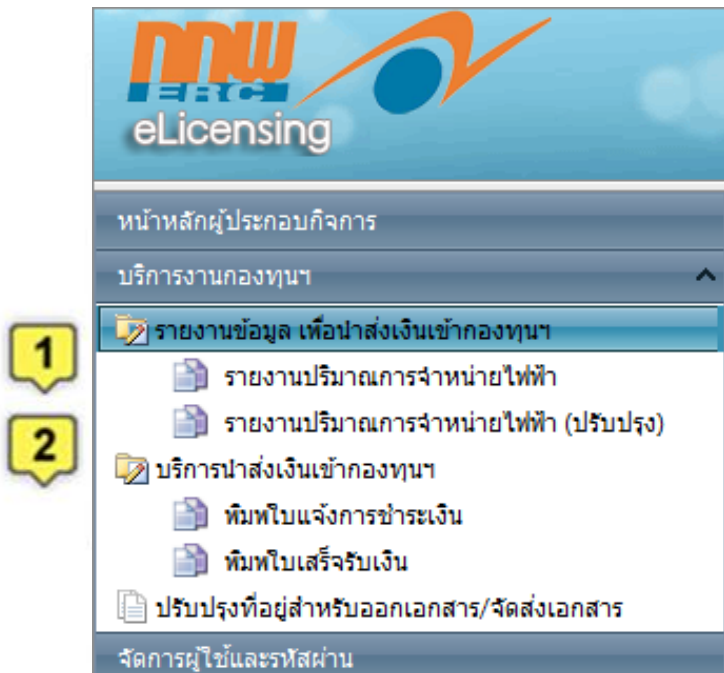 กกพ
ERC
eLicensing
หน้าหลักผู้ประกอบกิจการ
บริการงานกองทุนฯ
1 รายงานข้อมูล เพื่อนำส่งเงินเข้ากองทุนฯ
รายงานปริมาณการจำหน่ายไฟฟ้า
2 รายงานปริมาณการจำหน่ายไฟฟ้า (ปรับปรุง)
บริการนำส่งเงินเข้ากองทุนฯ
พิมพ์ใบแจ้งการชำระเงิน
พิมพ์ใบเสร็จรับเงิน
ปรับปรุงที่อยู่สำหรับออกเอกสาร/จัดส่งเอกสาร
จัดการผู้ใช้และรหัสผ่าน